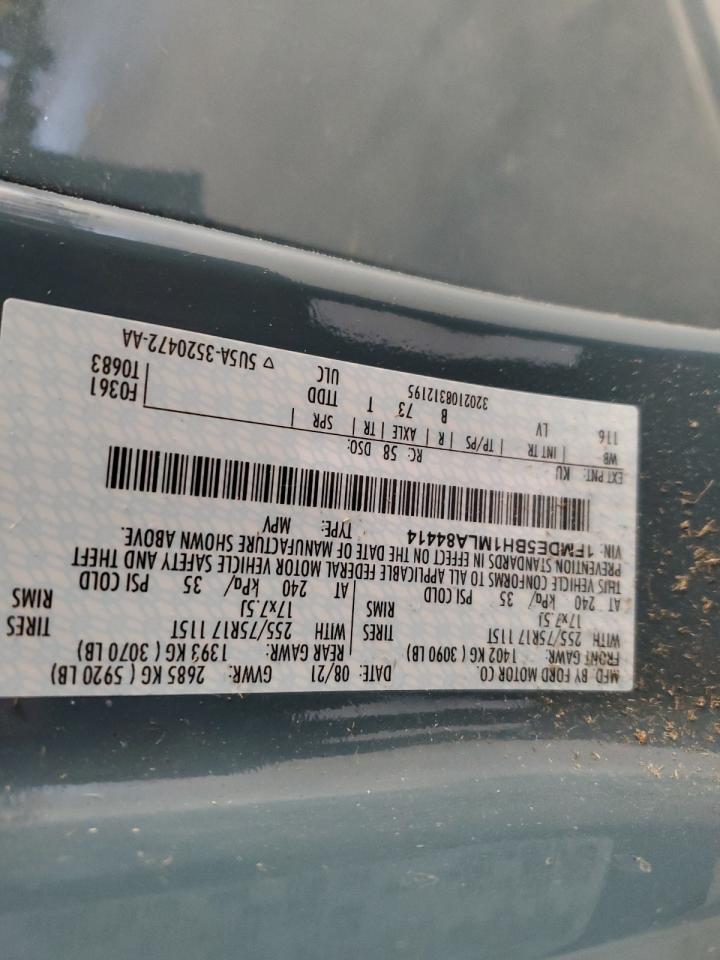 MFD. BY FORD MOTOR CO.
DATE: 08/21 GVWR: 2685 KG ( 5920 LB)
FRONT GAWR: 1402 KG ( 3090 LB) REAR GAWR: 1393 KG ( 3070 LB)
WITH 255/75R17 115T TIRES WITH 255/75R17 115T TIRES
17x7.5J RIMS 17x7.5J RIMS
AT 240 kPa/ 35 PSI COLD AT 240 kPa/ 35 PSI COLD
THIS VEHICLE CONFORMS TO ALL APPLICABLE FEDERAL MOTOR VEHICLE SAFETY AND THEFT
PREVENTION STANDARDS IN EFFECT ON THE DATE OF MANUFACTURE SHOWN ABOVE.
VIN: 1FMDE5BH1MLA84414 TYPE: MPV
EXT PNT: KU RC: 58 DSO:
WB | INT TR | TP/PS | R | AXLE | TR | SPR
116 LV B 73 T TTDD F0361
T0683
3202108312195 ULC ▽ 5U5A-3520472-AA